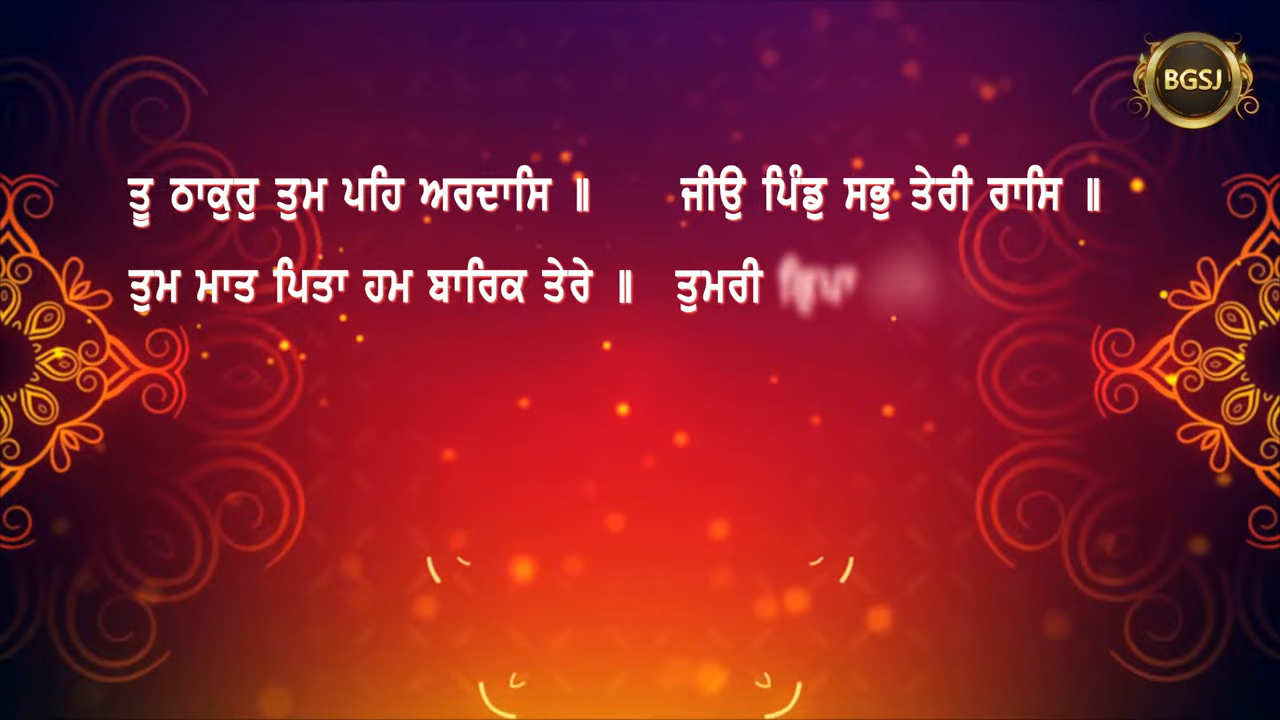 BGSJ
ਤੂ ਠਾਕੁਰੁ ਤੁਮ ਪਹਿ ਅਰਦਾਸਿ ॥ ਜੀਉ ਪਿੰਡੁ ਸਭੁ ਤੇਰੀ ਰਾਸਿ ॥
ਤੁਮ ਮਾਤ ਪਿਤਾ ਹਮ ਬਾਰਿਕ ਤੇਰੇ ॥ ਤੁਮਰੀ